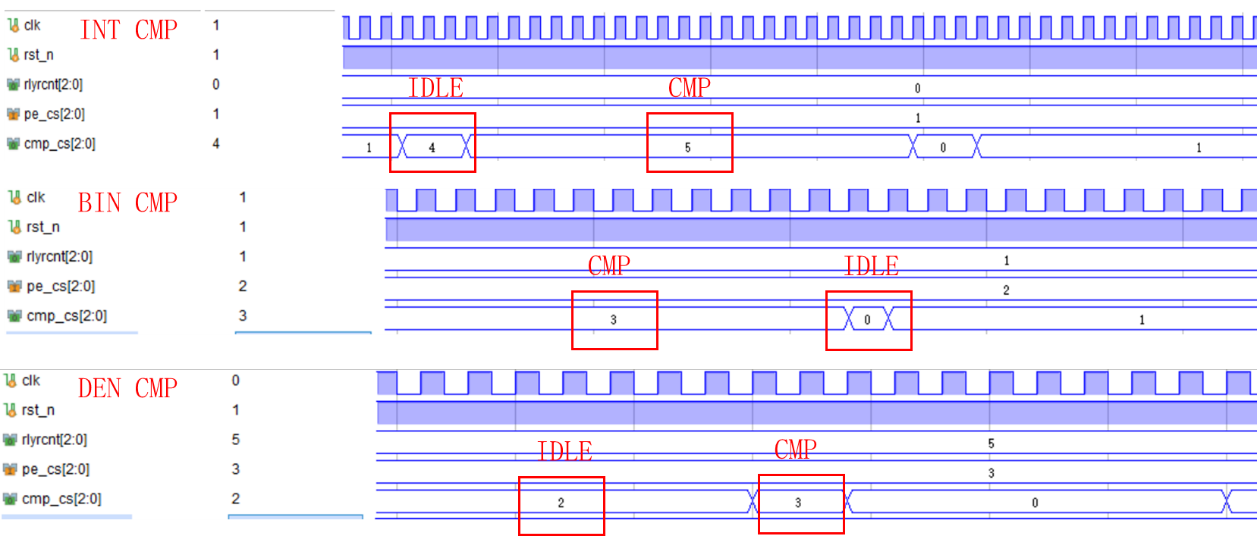 clk INT CMP 1
rst_n 1
rlyrcnt[2:0] 0 IDLE CMP 0
pe_cs[2:0] 1 1
cmp_cs[2:0] 4 1 4 5 0 1
clk BIN CMP 1
rst_n 1
rlyrcnt[2:0] 1 CMP IDLE 1
pe_cs[2:0] 2 2
cmp_cs[2:0] 3 3 0 1
clk DEN CMP 0
rst_n 1
rlyrcnt[2:0] 5 IDLE CMP 5
pe_cs[2:0] 3 3
cmp_cs[2:0] 2 2 3 0